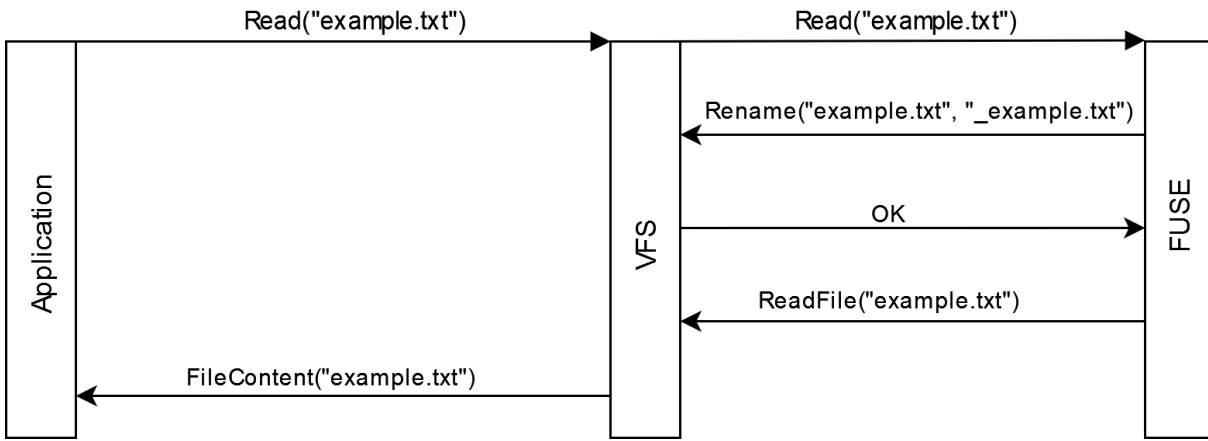 Read("example.txt")
Read("example.txt")
Rename("example.txt", "_example.txt")
Application
VFS
OK
FUSE
ReadFile("example.txt")
FileContent("example.txt")